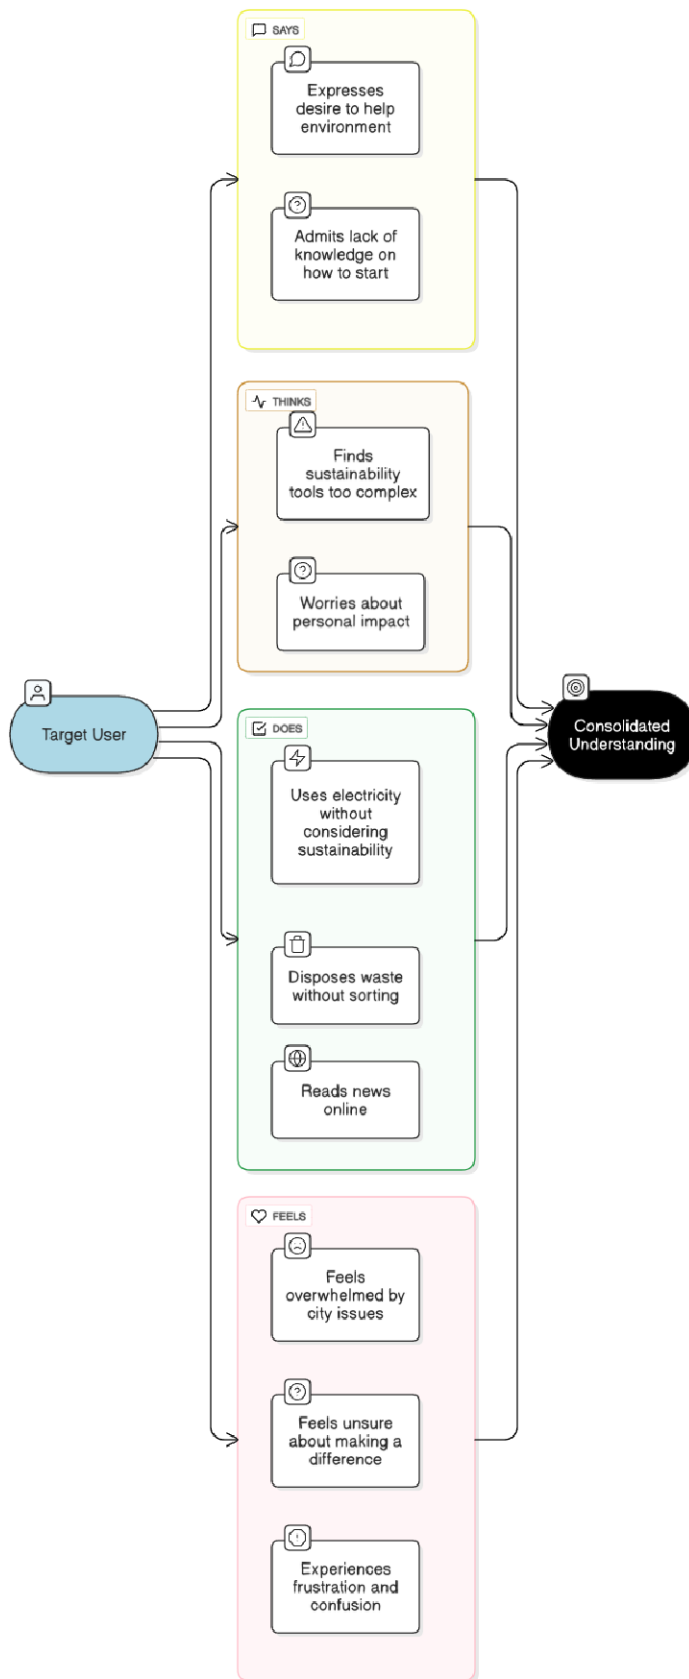 SAYS
Expresses
desire to help
environment
Admits lack of
knowledge on
how to start
THINKS
Finds
sustainability
tools too complex
Worries about
personal impact
Target User
Consolidated
Understanding
DOES
Uses electricity
without
considering
sustainability
Disposes waste
without sorting
Reads news
online
FEELS
Feels
overwhelmed by
city issues
Feels unsure
about making a
difference
Experiences
frustration and
confusion